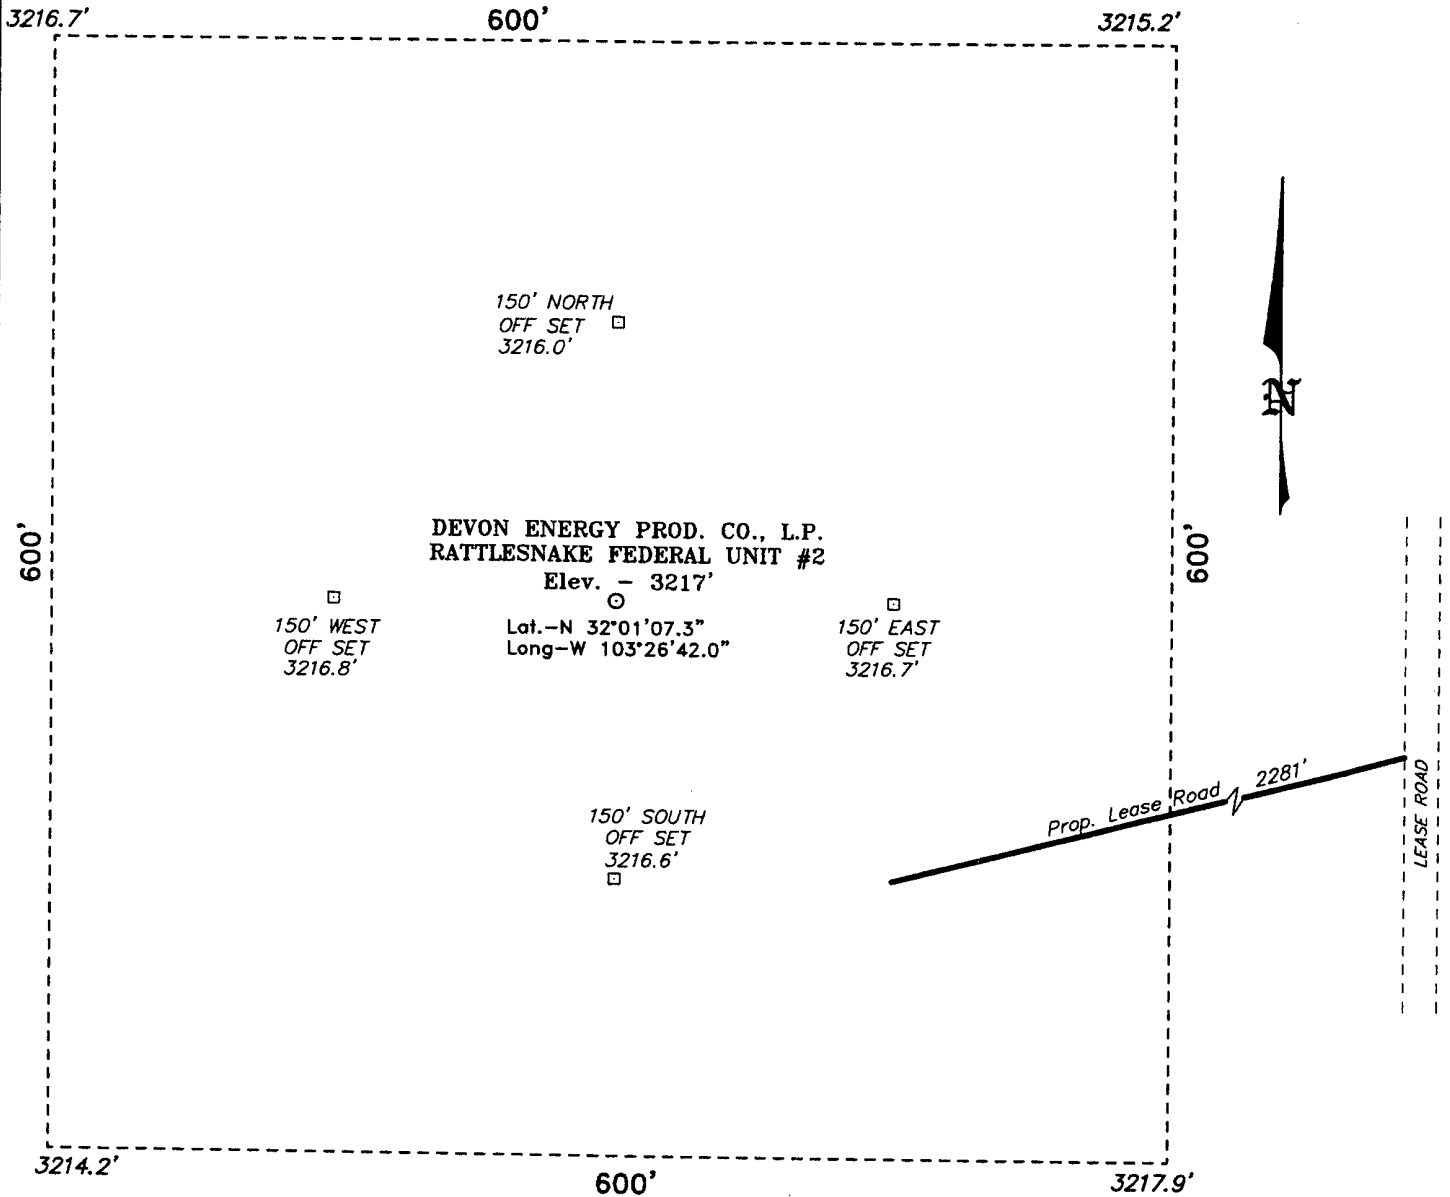 3216.7'
600'
3215.2'
150' NORTH
OFF SET
3216.0'
N
DEVON ENERGY PROD. CO., L.P.
RATTLESNAKE FEDERAL UNIT #2
Elev. - 3217'
Lat.-N 32°01'07.3"
Long-W 103°26'42.0"
600'
600'
150' WEST
OFF SET
3216.8'
150' EAST
OFF SET
3216.7'
150' SOUTH
OFF SET
3216.6'
Prop. Lease Road 2281'
LEASE ROAD
3214.2'
600'
3217.9'